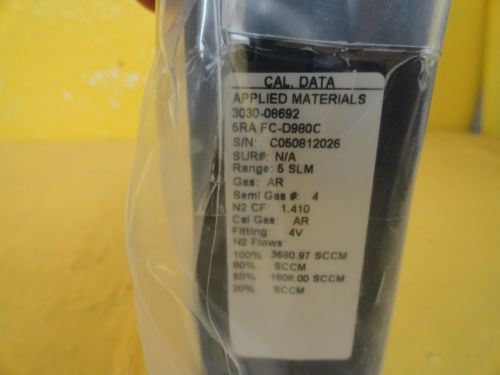 CAL. DATA
APPLIED MATERIALS
3030-08692
5RA FC-D980C
S/N: C050812026
SUR#: N/A
Range: 5 SLM
Gas: AR
Semi Gas #: 4
N2 CF: 1.410
Cal Gas: AR
Fitting: 4V
N2 Flows
100% 3680.97 SCCM
80% SCCM
50% 1808.00 SCCM
20% SCCM